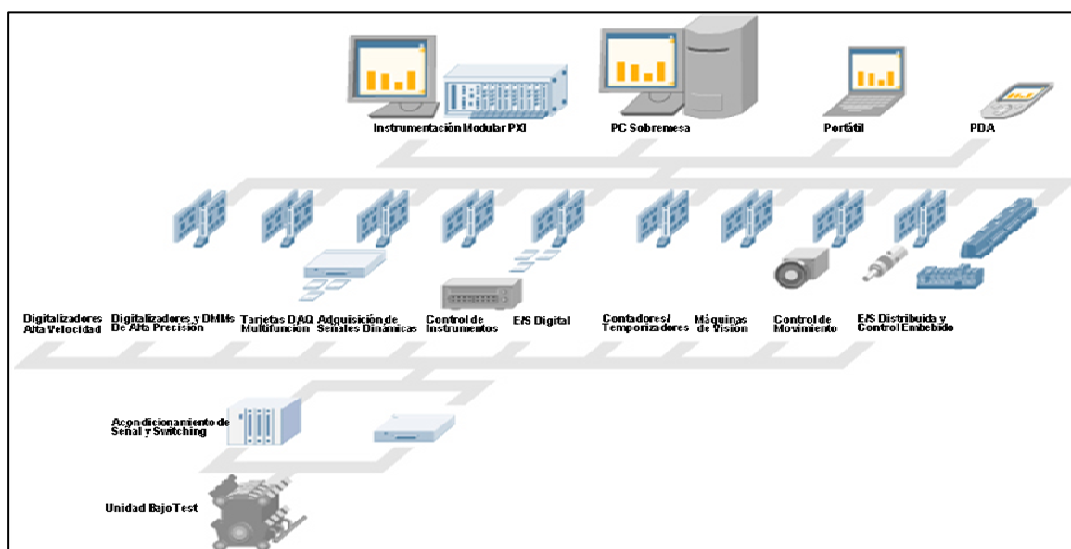 Instrumentación Modular PXI
PC Sobremesa
Portátil
PDA
Digitalizadores
Alta Velocidad
Digitalizadores y DMMs
De Alta Precisión
Tarjetas DAQ
Multifunción
Adquisición de
Señales Dinámicas
Control de
Instrumentos
E/S Digital
Contadores/
Temporizadores
Máquinas
de Visión
Control de
Movimiento
E/S Distribuida y
Control Embebido
Acondicionamiento de
Señal y Switching
Unidad Bajo Test